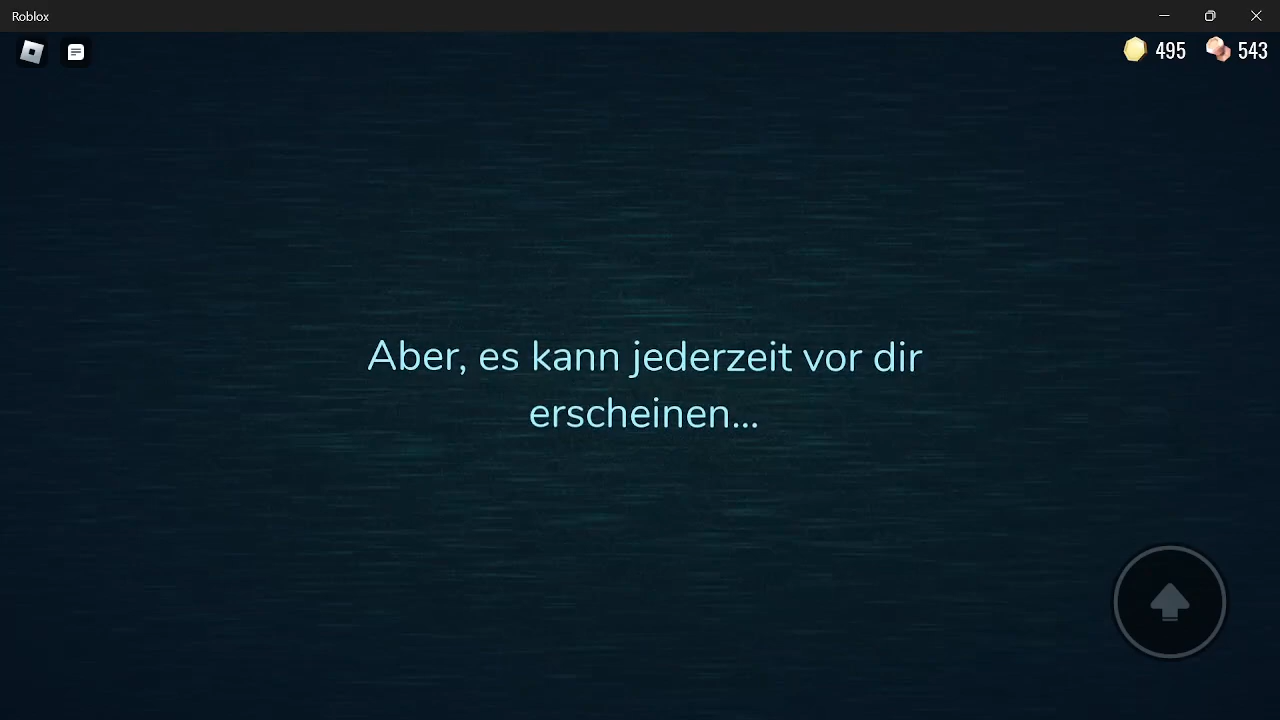 Roblox
495
543
Aber, es kann jederzeit vor dir
erscheinen...